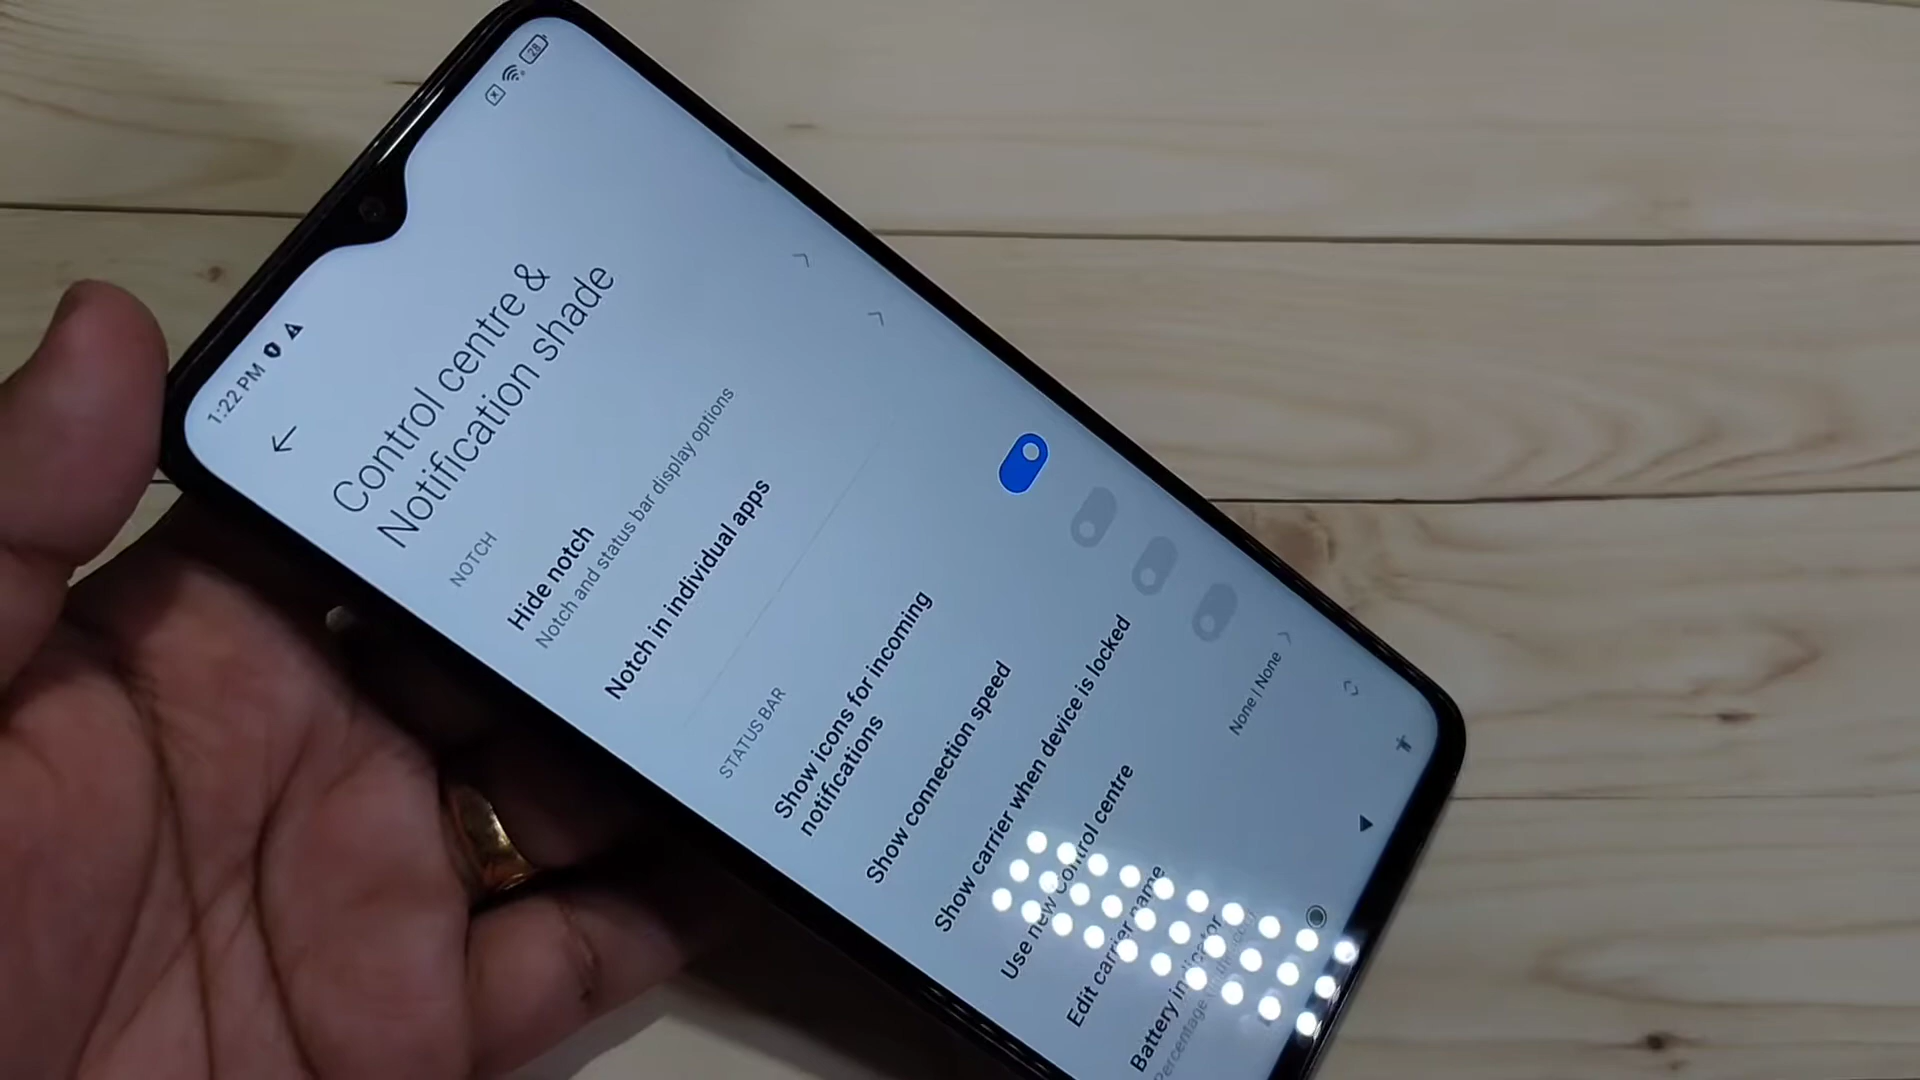 1:22 PM
28
Control centre &
Notification shade
NOTCH
Hide notch
Notch and status bar display options
Notch in individual apps
STATUS BAR
Show icons for incoming
notifications
Show connection speed
Show carrier when device is locked
Use new Control centre
Edit carrier name
None | None
Battery indicator
Percentage